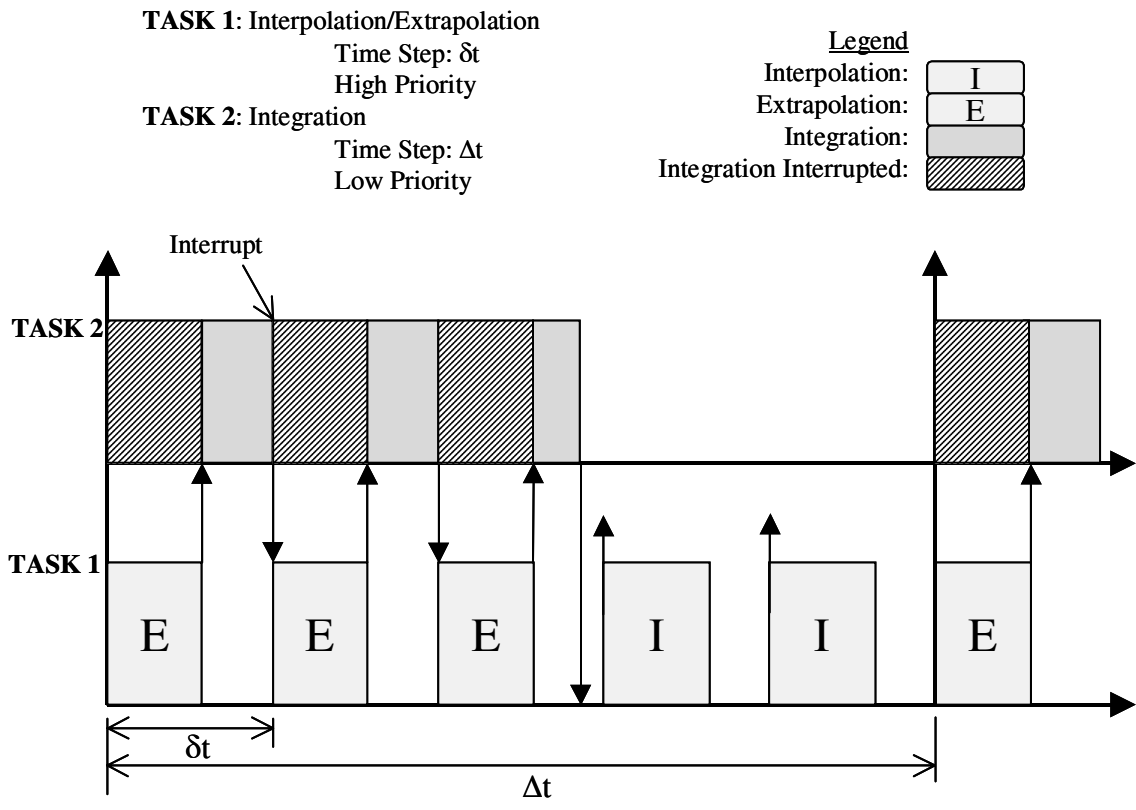 TASK 1: Interpolation/Extrapolation
Time Step: δt
High Priority
TASK 2: Integration
Time Step: Δt
Low Priority
Legend
Interpolation: I
Extrapolation: E
Integration:
Integration Interrupted:
Interrupt
TASK 2
TASK 1
E E E I I E
δt
Δt